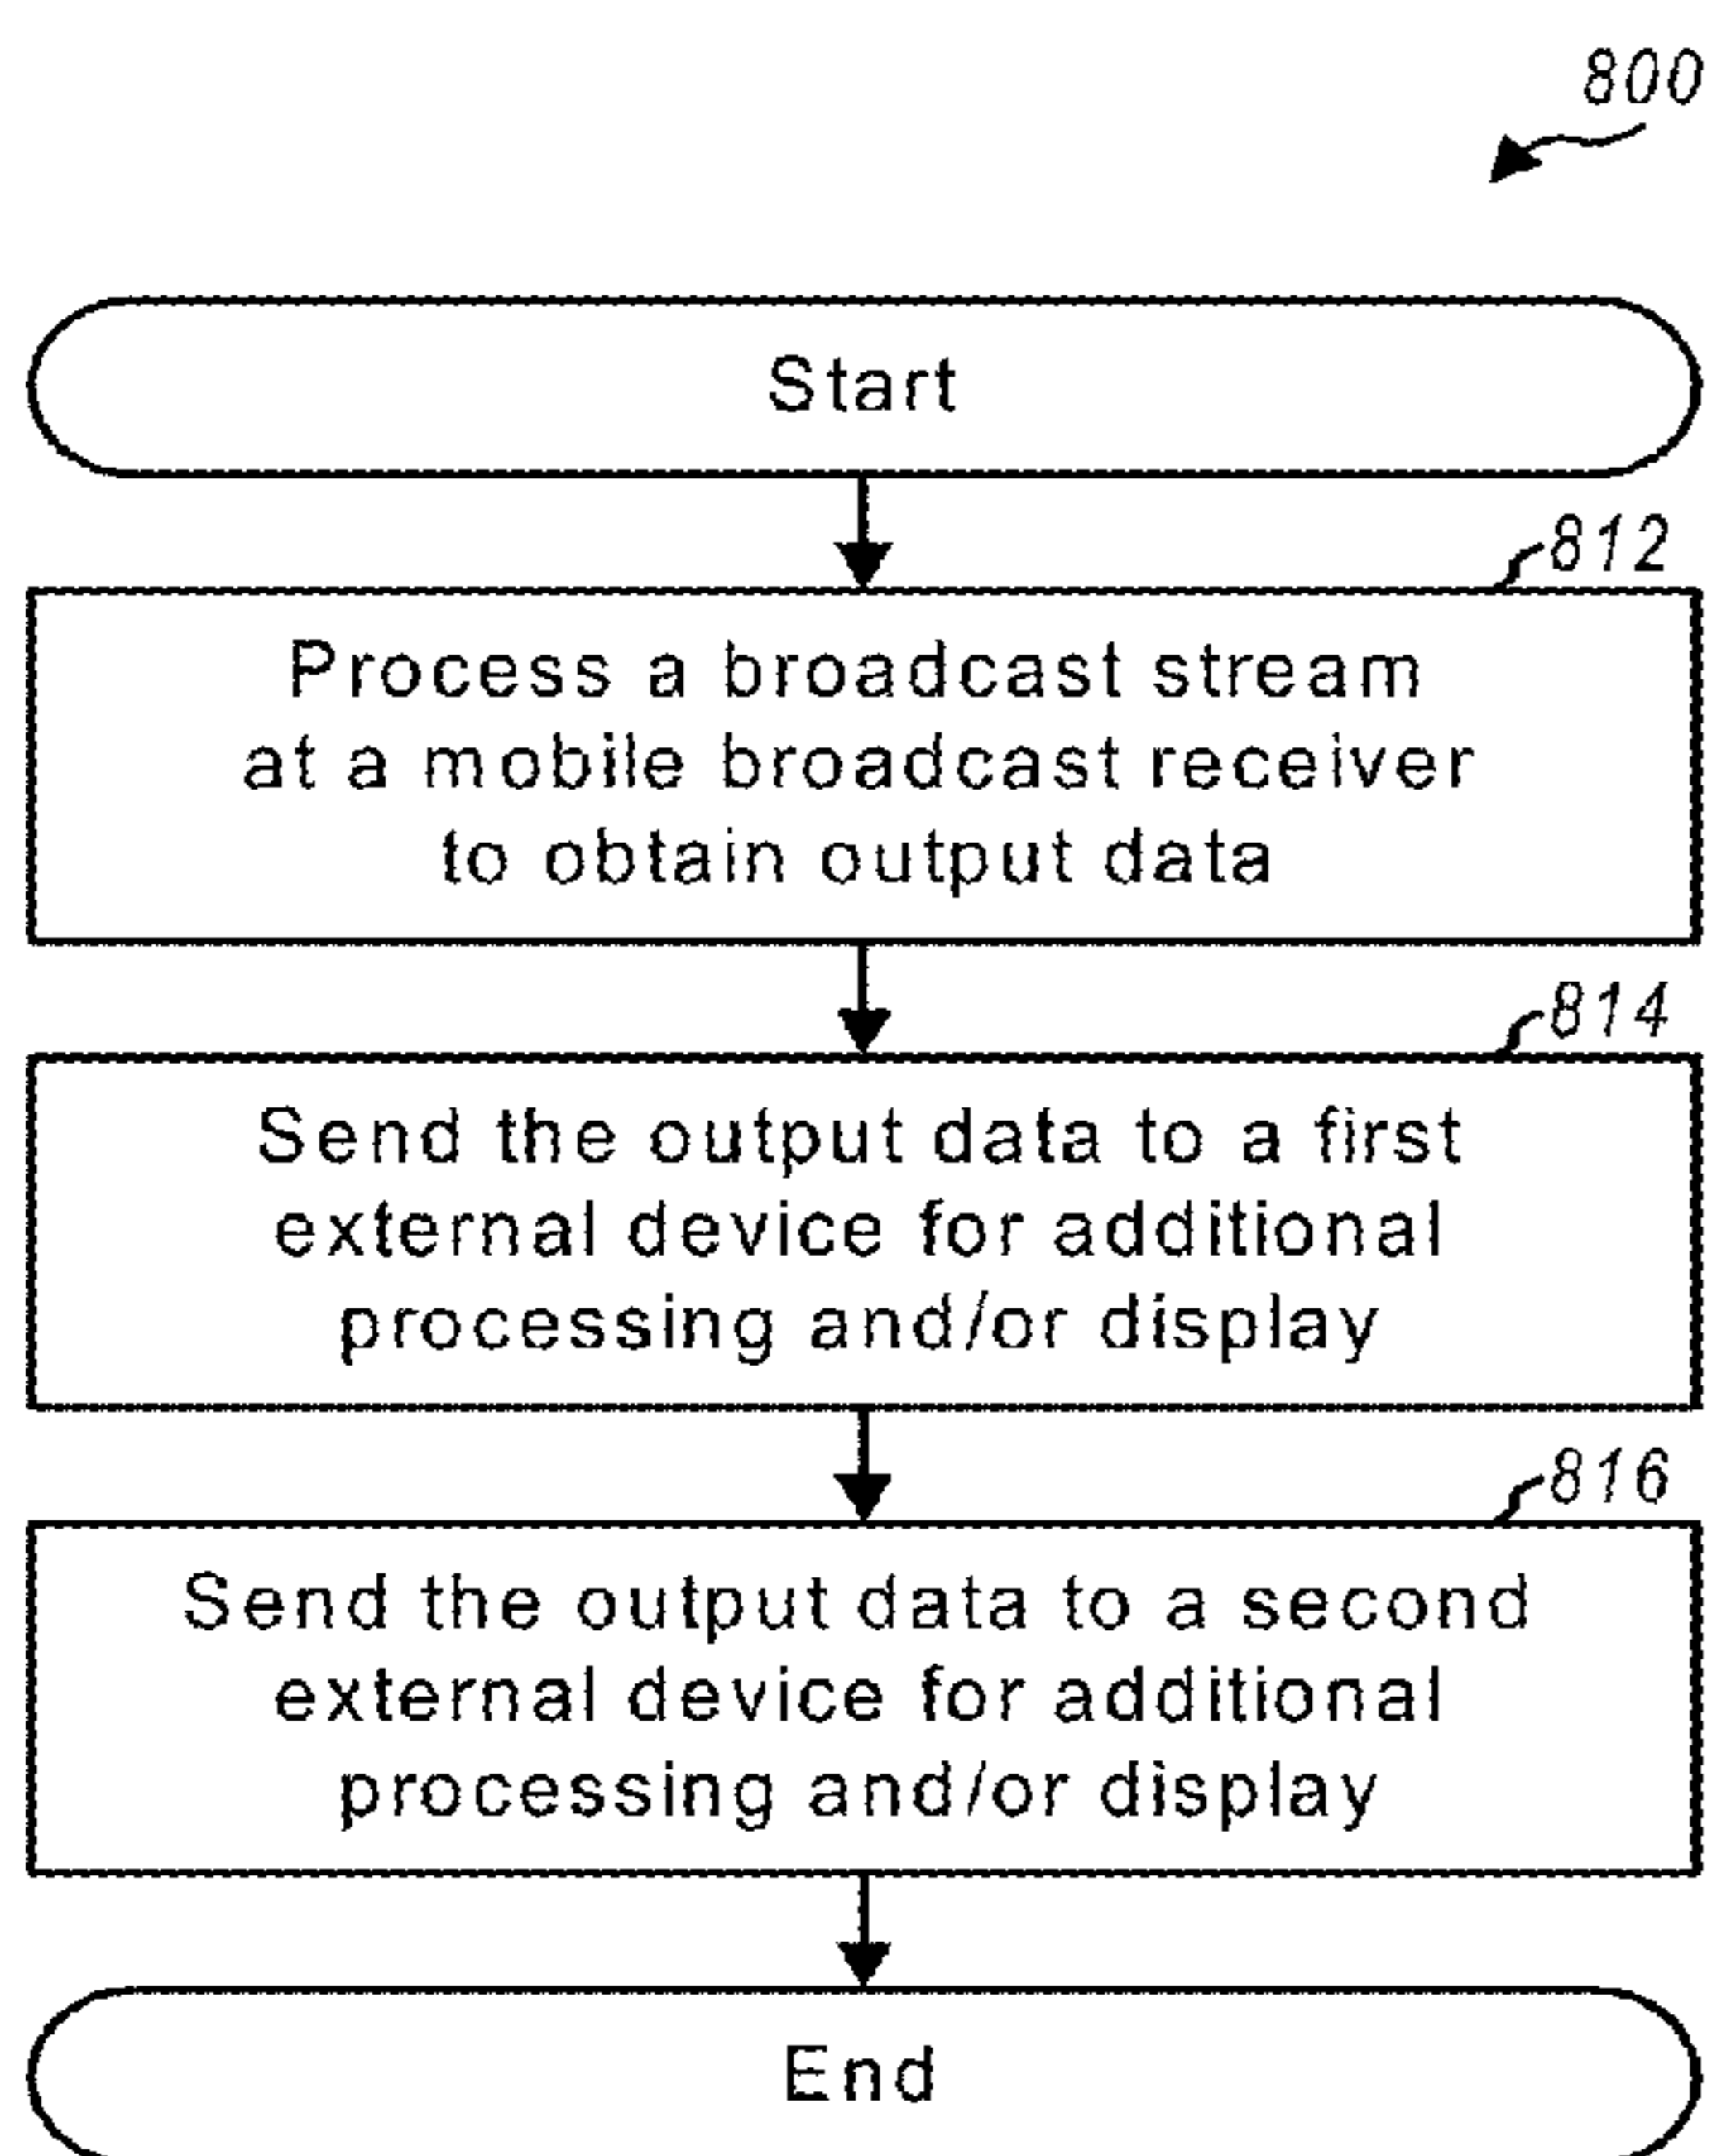 800
Start
812
Process a broadcast stream
at a mobile broadcast receiver
to obtain output data
814
Send the output data to a first
external device for additional
processing and/or display
816
Send the output data to a second
external device for additional
processing and/or display
End